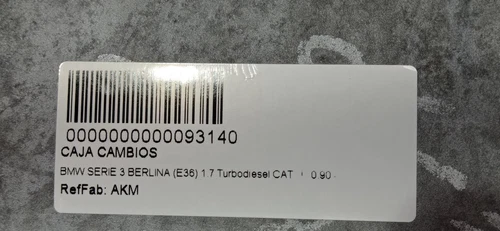 0000000000093140
CAJA CAMBIOS
BMW SERIE 3 BERLINA (E36) 1.7 Turbodiesel CAT 0.90
RefFab: AKM